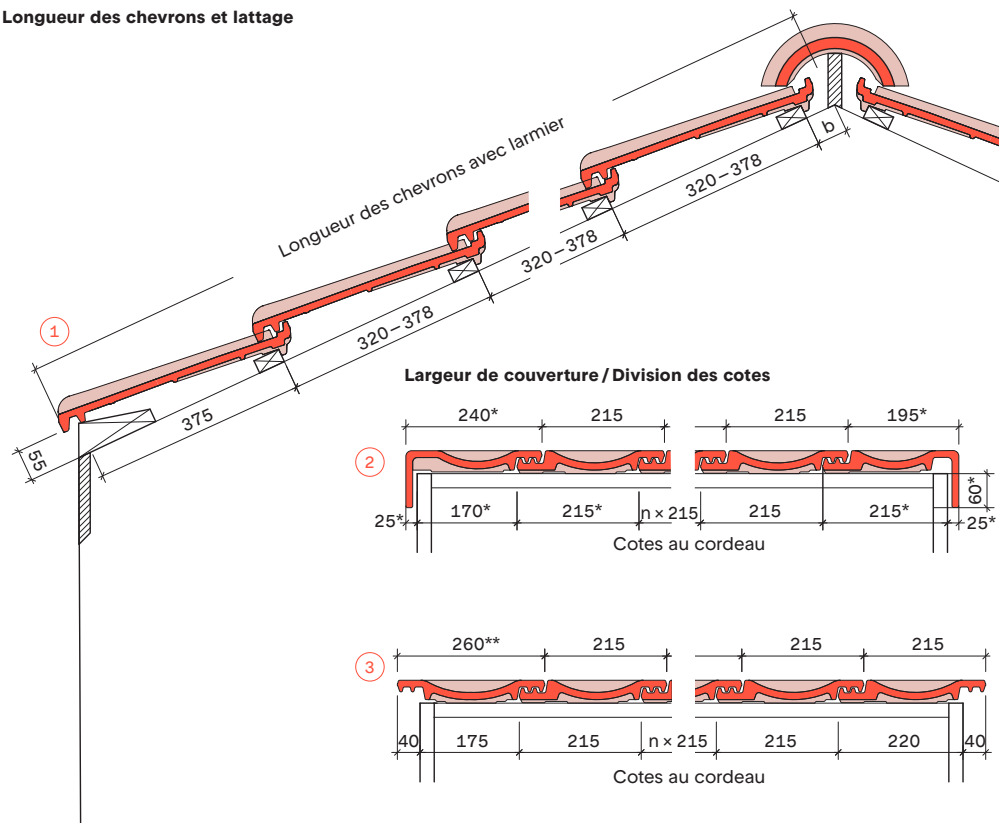 Longueur des chevrons et lattage
Longueur des chevrons avec larmier
b
320–378
320–378
320–378
375
55
1
Largeur de couverture / Division des cotes
2
240* 215 215 195*
60*
25* 170* 215* n × 215 215 215* 25*
Cotes au cordeau
3
260** 215 215 215
40 175 215 n × 215 215 220 40
Cotes au cordeau